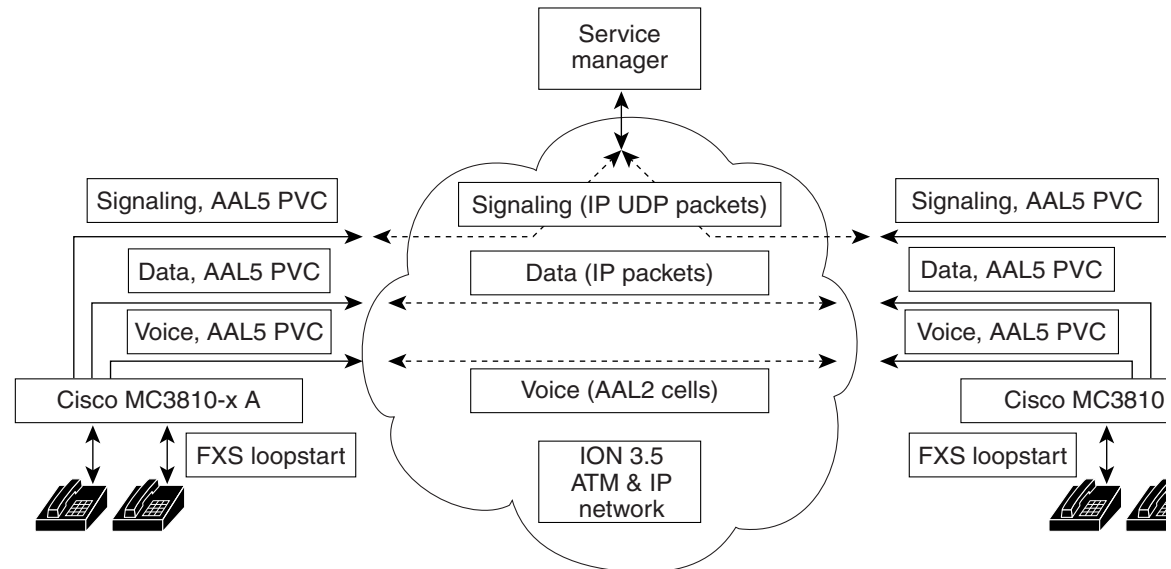 Service
manager
Signaling, AAL5 PVC
Signaling (IP UDP packets)
Signaling, AAL5 PVC
Data, AAL5 PVC
Data (IP packets)
Data, AAL5 PVC
Voice, AAL5 PVC
Voice, AAL5 PVC
Cisco MC3810-x A
Voice (AAL2 cells)
Cisco MC3810
FXS loopstart
ION 3.5
ATM & IP
network
FXS loopstart